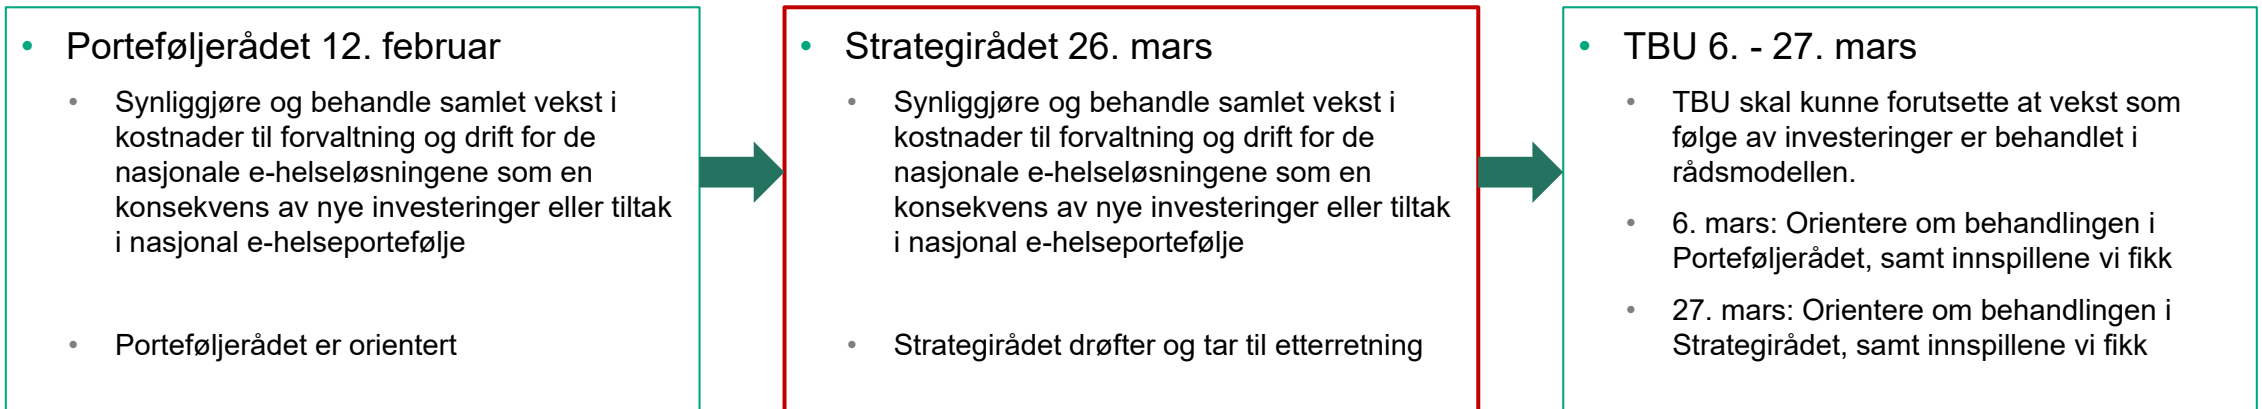 Porteføljerådet 12. februar
Synliggjøre og behandle samlet vekst i
kostnader til forvaltning og drift for de
nasjonale e-helseløsningene som en
konsekvens av nye investeringer eller tiltak
i nasjonal e-helseportefølje
Porteføljerådet er orientert
Strategirådet 26. mars
Synliggjøre og behandle samlet vekst i
kostnader til forvaltning og drift for de
nasjonale e-helseløsningene som en
konsekvens av nye investeringer eller tiltak
i nasjonal e-helseportefølje
Strategirådet drøfter og tar til etterretning
TBU 6. - 27. mars
TBU skal kunne forutsette at vekst som
følge av investeringer er behandlet i
rådsmodellen.
6. mars: Orientere om behandlingen i
Porteføljerådet, samt innspillene vi fikk
27. mars: Orientere om behandlingen i
Strategirådet, samt innspillene vi fikk